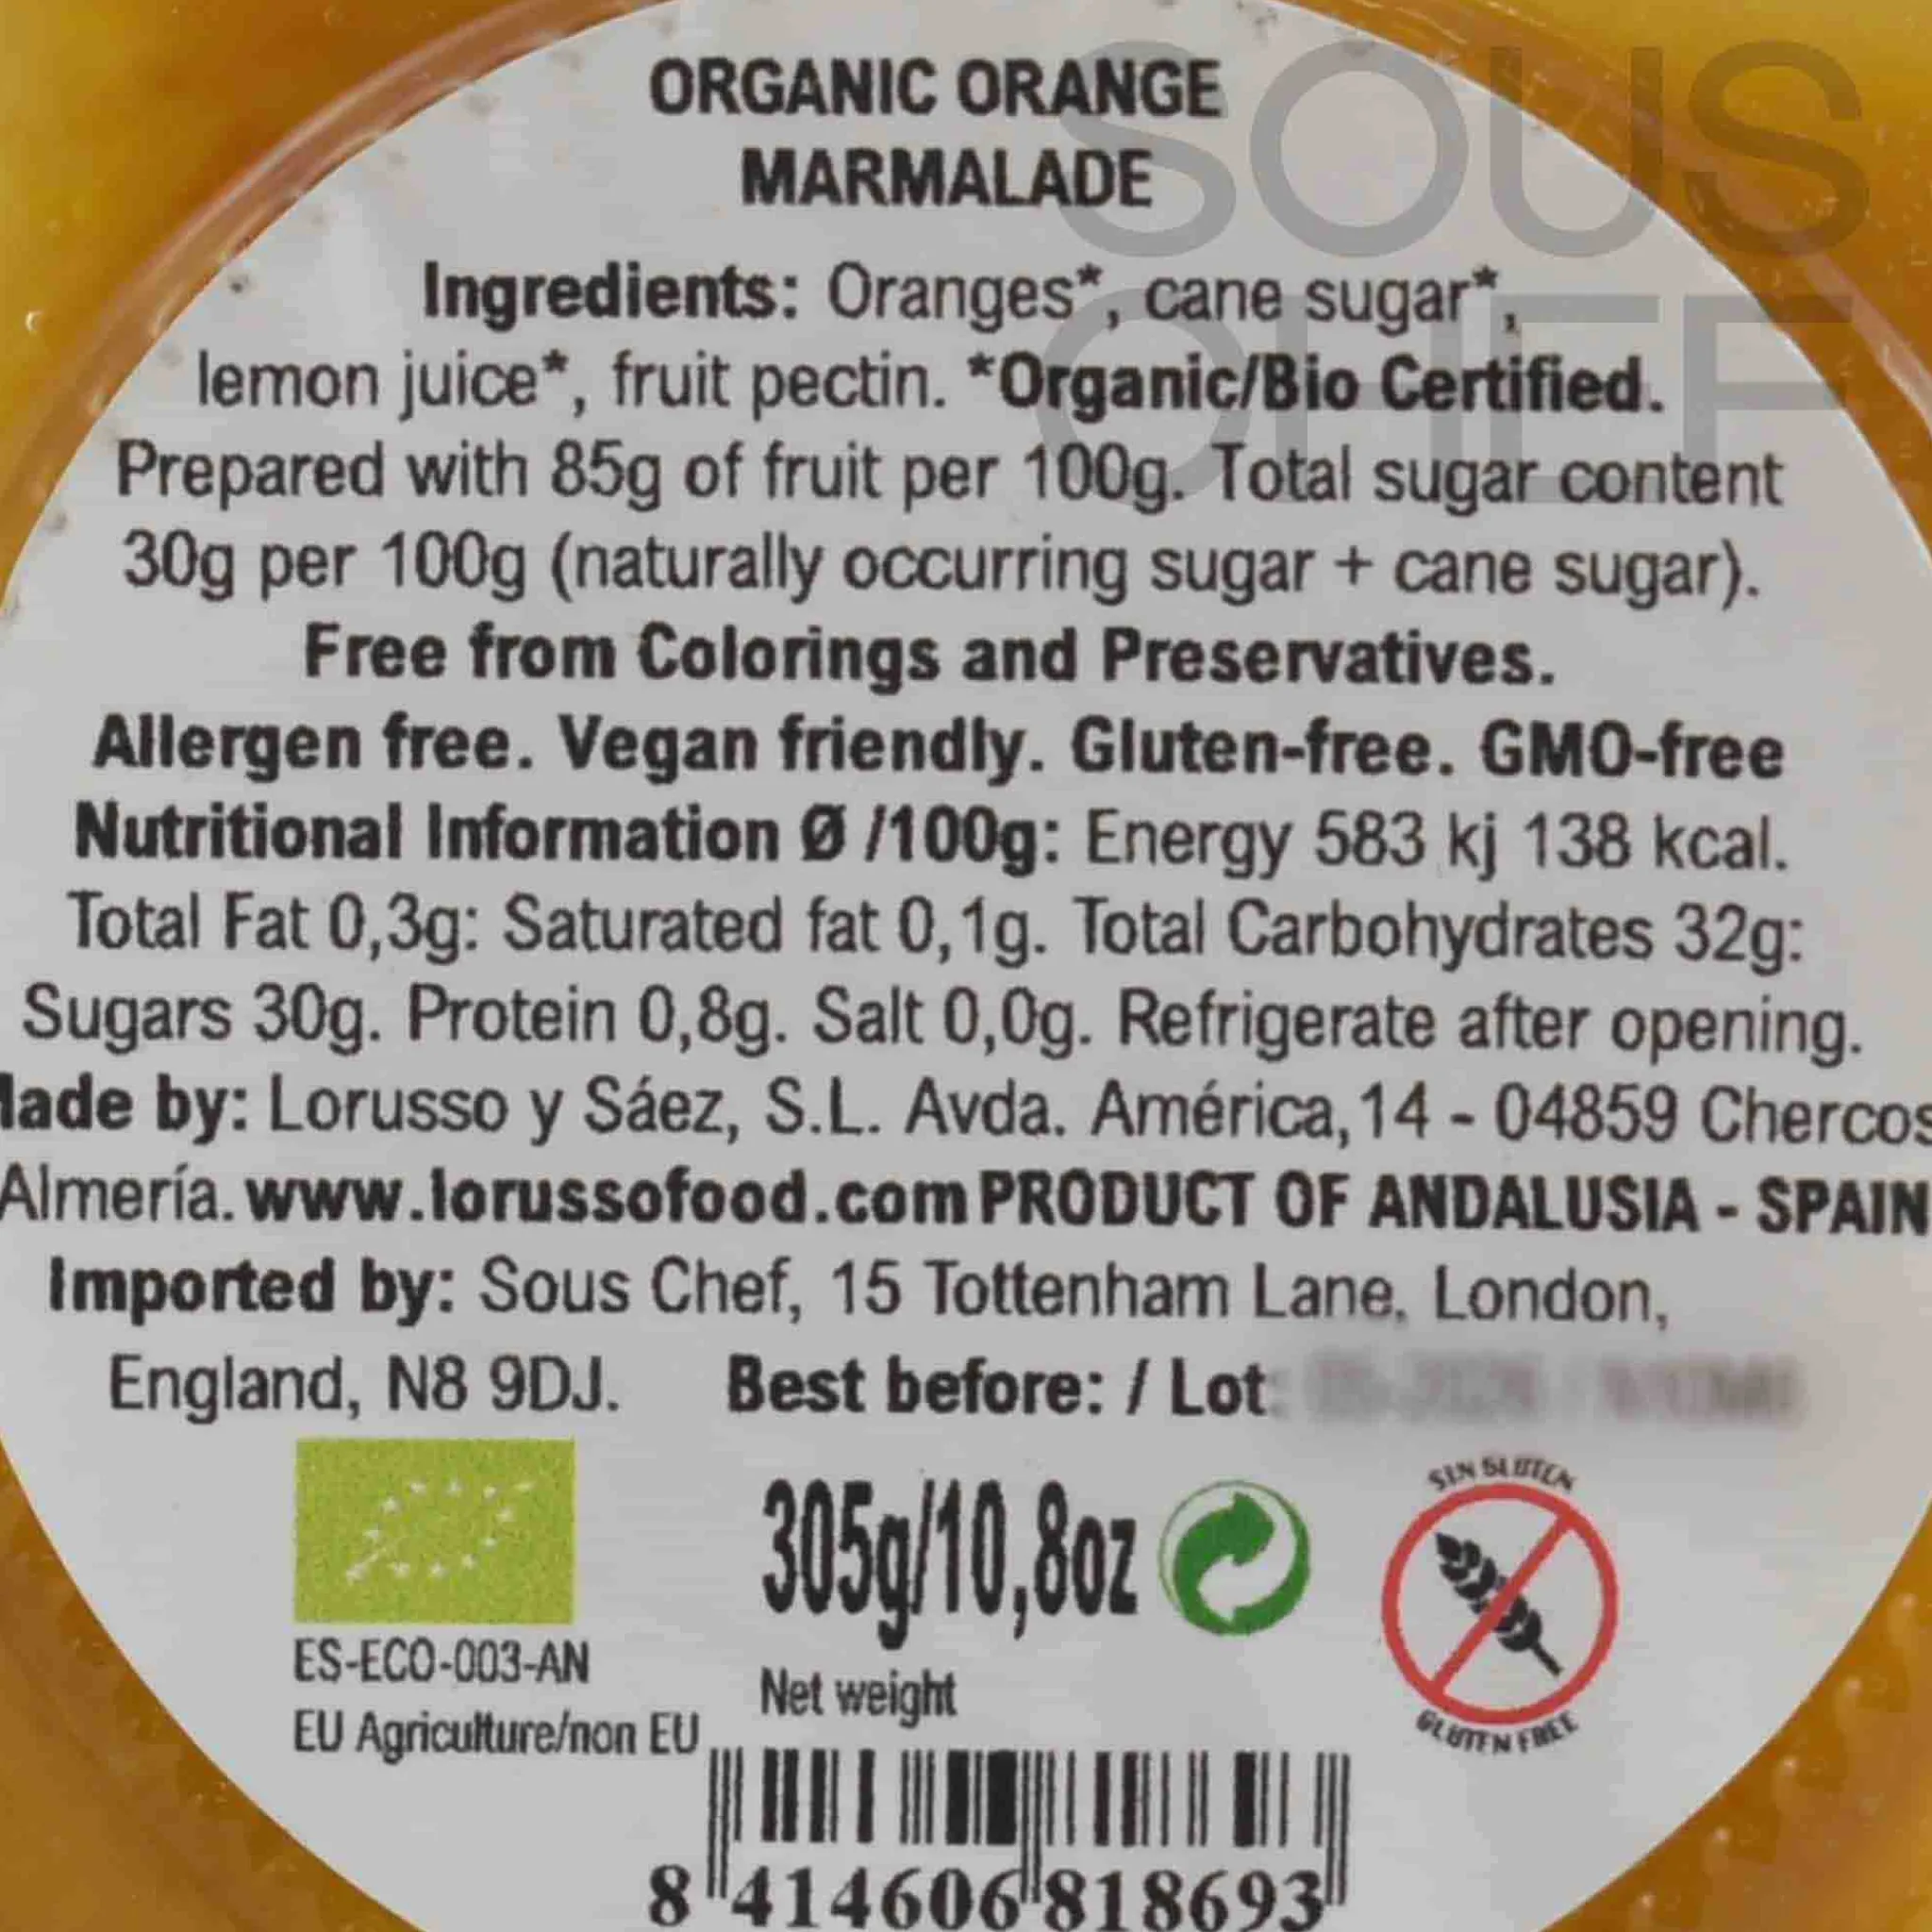 ORGANIC ORANGE
MARMALADE
SOUS
CHEF
Ingredients: Oranges*, cane sugar*,
lemon juice*, fruit pectin. *Organic/Bio Certified.
Prepared with 85g of fruit per 100g. Total sugar content
30g per 100g (naturally occurring sugar + cane sugar).
Free from Colorings and Preservatives.
Allergen free. Vegan friendly. Gluten-free. GMO-free
Nutritional Information Ø /100g: Energy 583 kj 138 kcal.
Total Fat 0,3g: Saturated fat 0,1g. Total Carbohydrates 32g:
Sugars 30g. Protein 0,8g. Salt 0,0g. Refrigerate after opening.
lade by: Lorusso y Sáez, S.L. Avda. América,14 - 04859 Chercos
Almería. www.lorussofood.com PRODUCT OF ANDALUSIA - SPAIN
Imported by: Sous Chef, 15 Tottenham Lane, London,
England, N8 9DJ. Best before: / Lot:
305g/10,8oz
Net weight
SIN GLUTEN
GLUTEN FREE
ES-ECO-003-AN
EU Agriculture/non EU
8 414606 818693